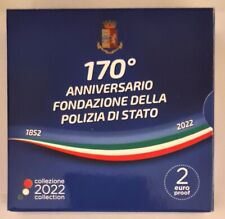 170°
ANNIVERSARIO
FONDAZIONE DELLA
POLIZIA DI STATO
1852
2022
collezione
2022
collection
2
euro
proof